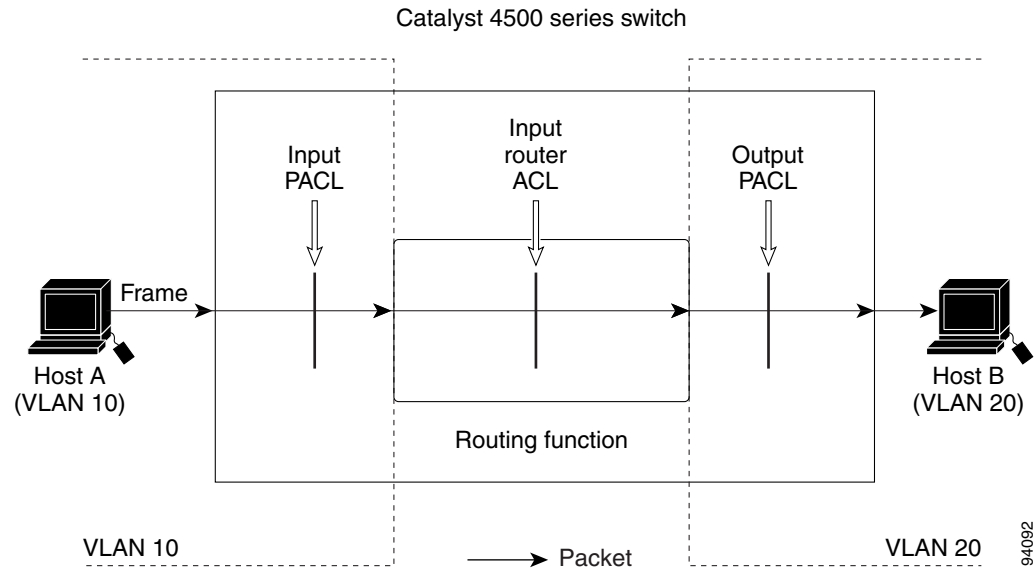 Catalyst 4500 series switch
Input
PACL
Input
router
ACL
Output
PACL
Frame
Host A
(VLAN 10)
Host B
(VLAN 20)
Routing function
VLAN 10
Packet
VLAN 20
94092